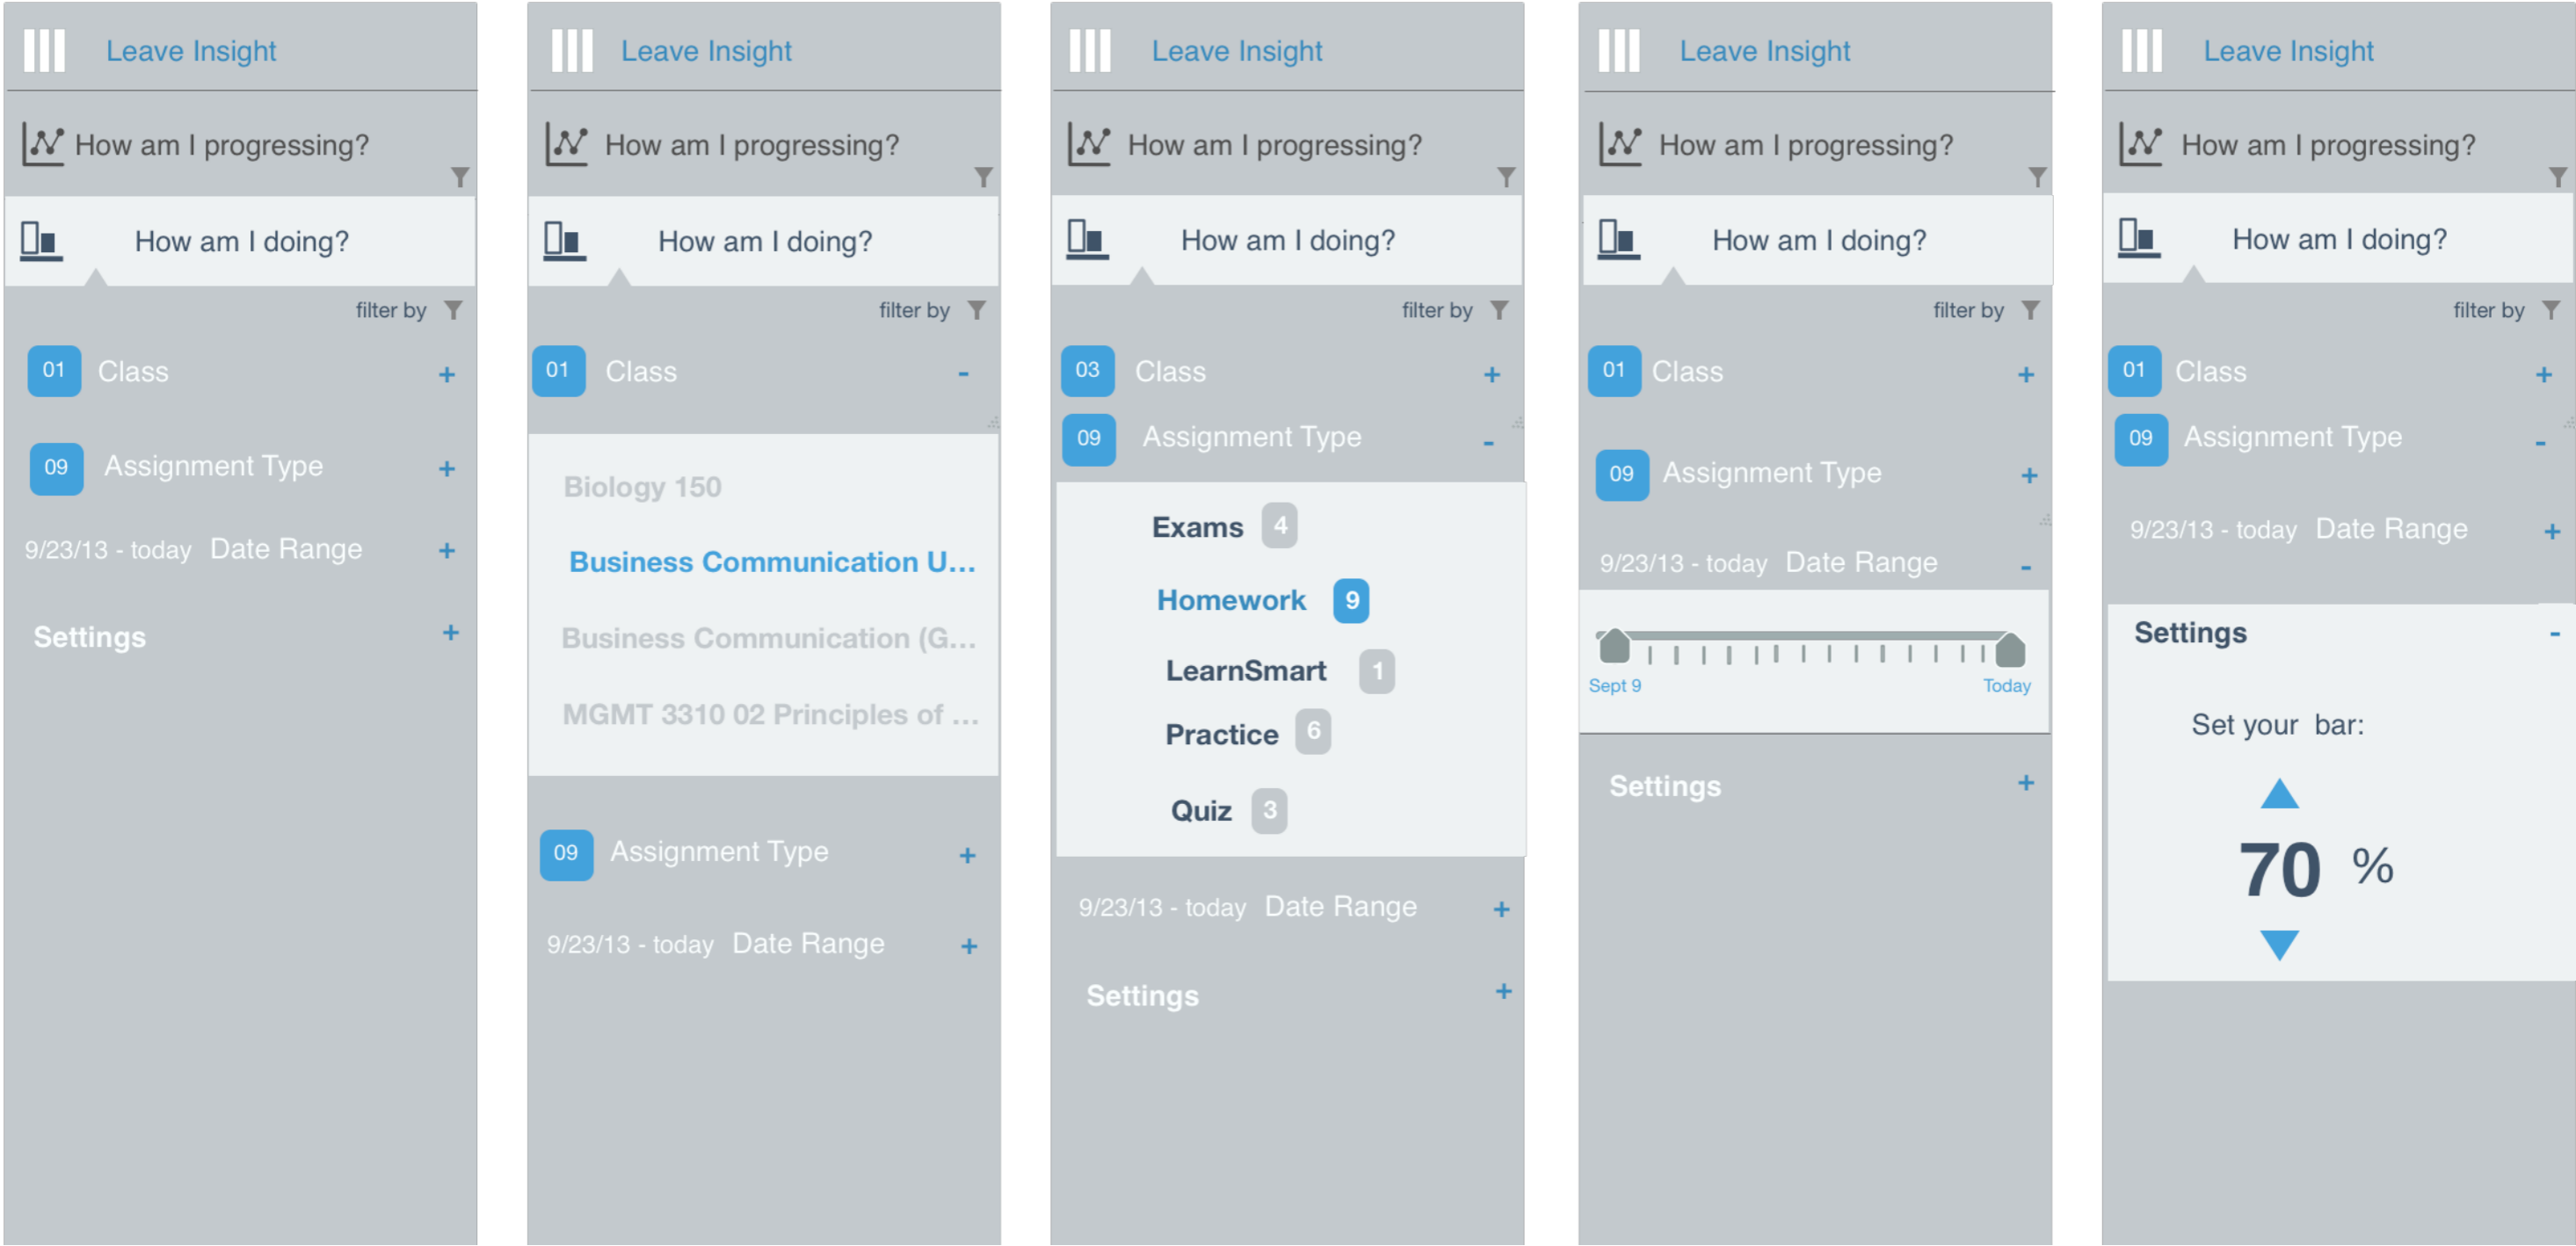 Leave Insight
How am I progressing?
How am I doing?
filter by
01 Class +
09 Assignment Type +
9/23/13 - today Date Range +
Settings +
Leave Insight
How am I progressing?
How am I doing?
filter by
01 Class -
Biology 150
Business Communication U...
Business Communication (G...
MGMT 3310 02 Principles of ...
09 Assignment Type +
9/23/13 - today Date Range +
Leave Insight
How am I progressing?
How am I doing?
filter by
03 Class +
09 Assignment Type -
Exams 4
Homework 9
LearnSmart 1
Practice 6
Quiz 3
9/23/13 - today Date Range +
Settings +
Leave Insight
How am I progressing?
How am I doing?
filter by
01 Class +
09 Assignment Type +
9/23/13 - today Date Range -
Sept 9 Today
Settings +
Leave Insight
How am I progressing?
How am I doing?
filter by
01 Class +
09 Assignment Type -
9/23/13 - today Date Range +
Settings -
Set your bar:
70 %